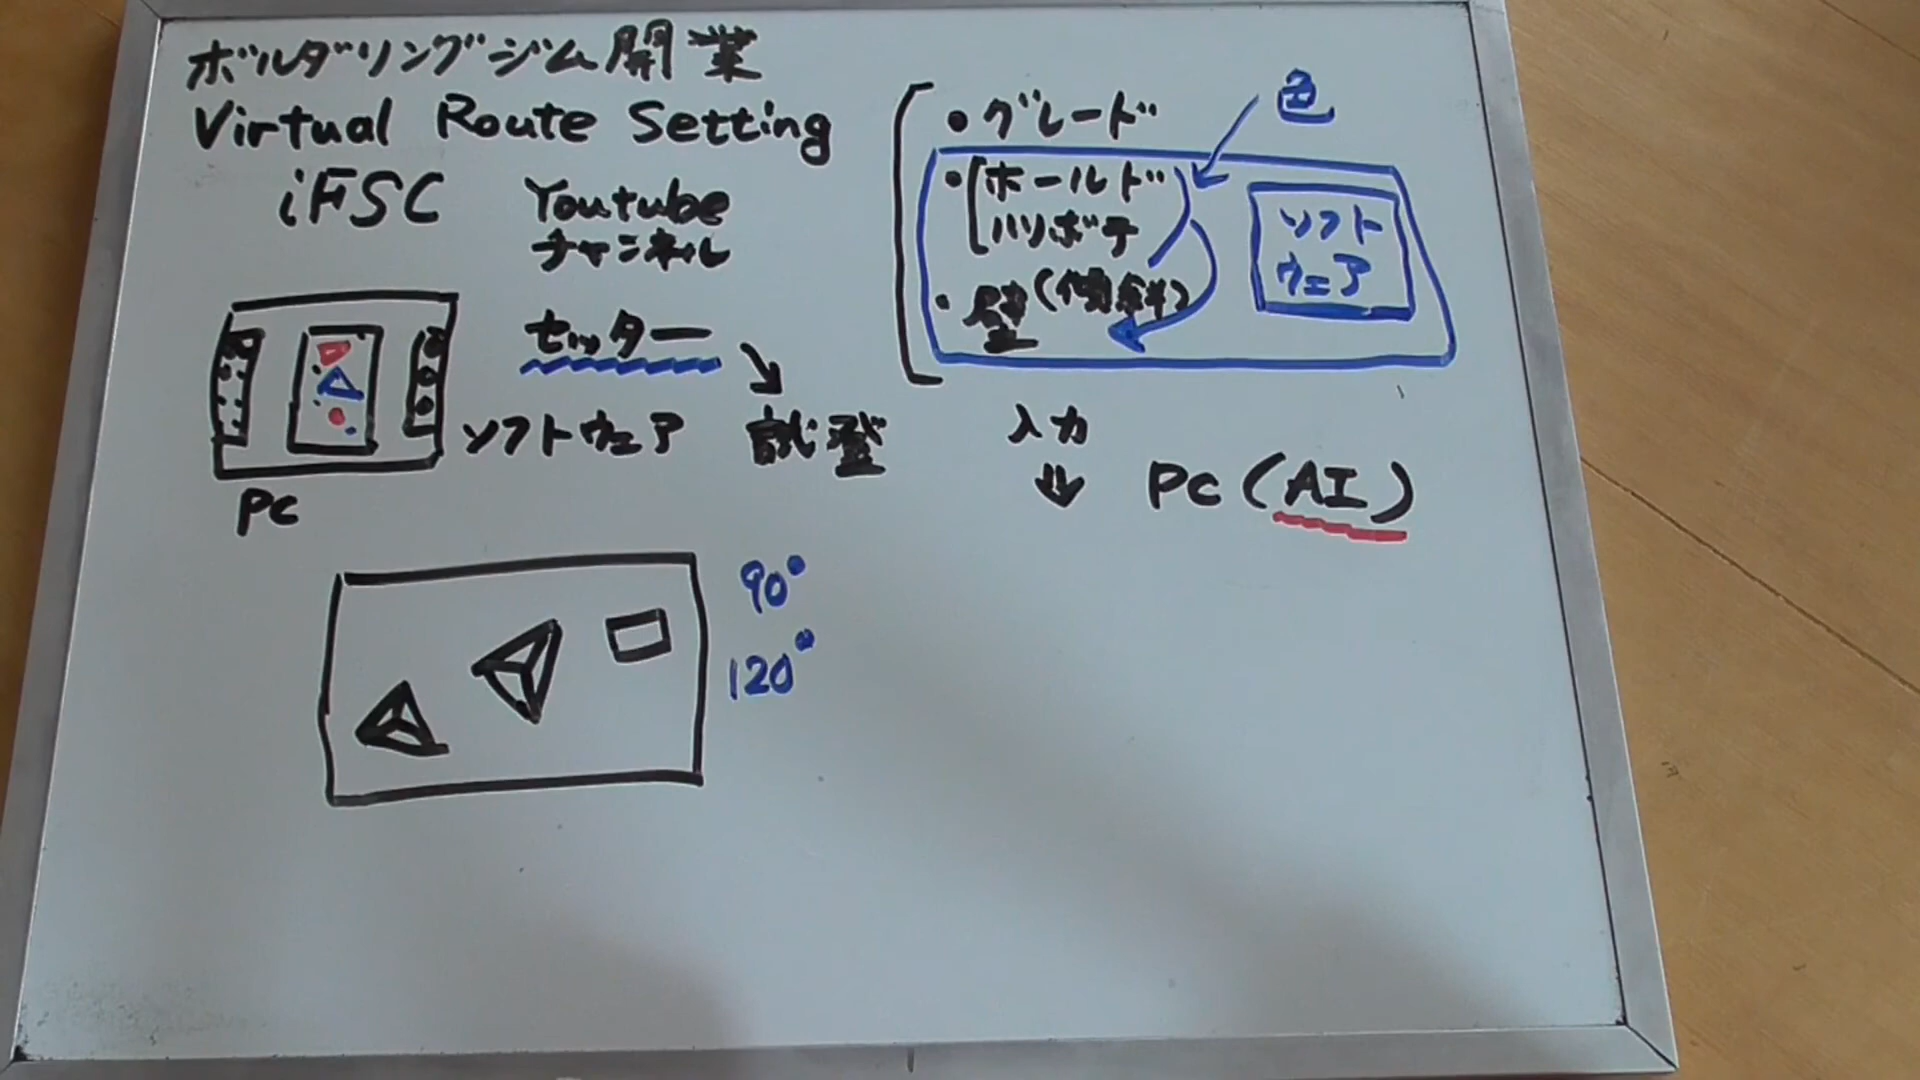 ボルダリングジム開業
Virtual Route Setting
iFSC
Youtube
チャンネル
セッター
ソフトウェア
試登
PC
90°
120°
色
・グレード
・ホールド
ハリボテ
・壁(傾斜)
ソフト
ウェア
入力
⇓ PC(AI)